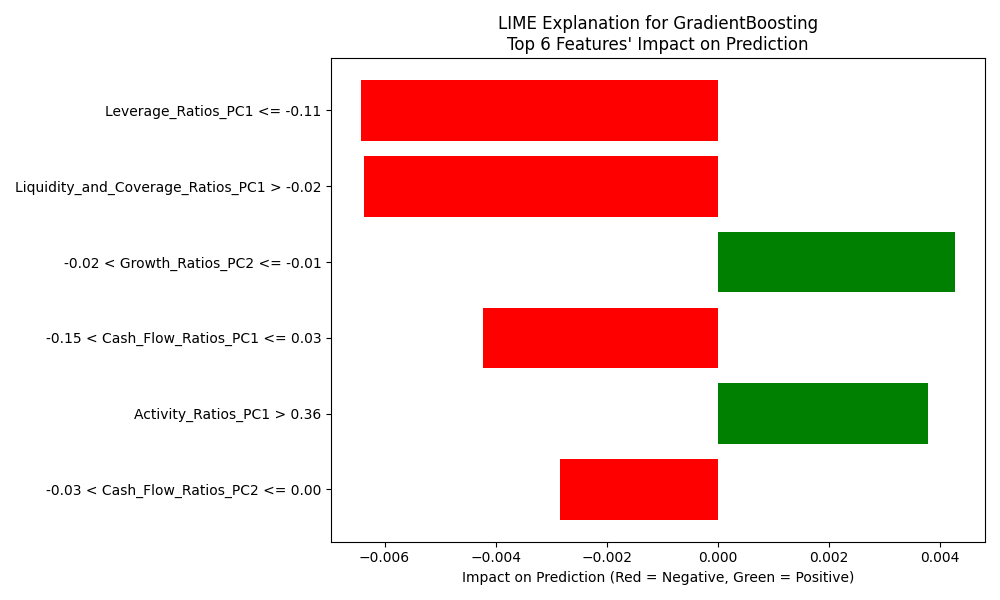 LIME Explanation for GradientBoosting
Top 6 Features' Impact on Prediction
Leverage_Ratios_PC1 <= -0.11
Liquidity_and_Coverage_Ratios_PC1 > -0.02
-0.02 < Growth_Ratios_PC2 <= -0.01
-0.15 < Cash_Flow_Ratios_PC1 <= 0.03
Activity_Ratios_PC1 > 0.36
-0.03 < Cash_Flow_Ratios_PC2 <= 0.00
−0.006 −0.004 −0.002 0.000 0.002 0.004
Impact on Prediction (Red = Negative, Green = Positive)